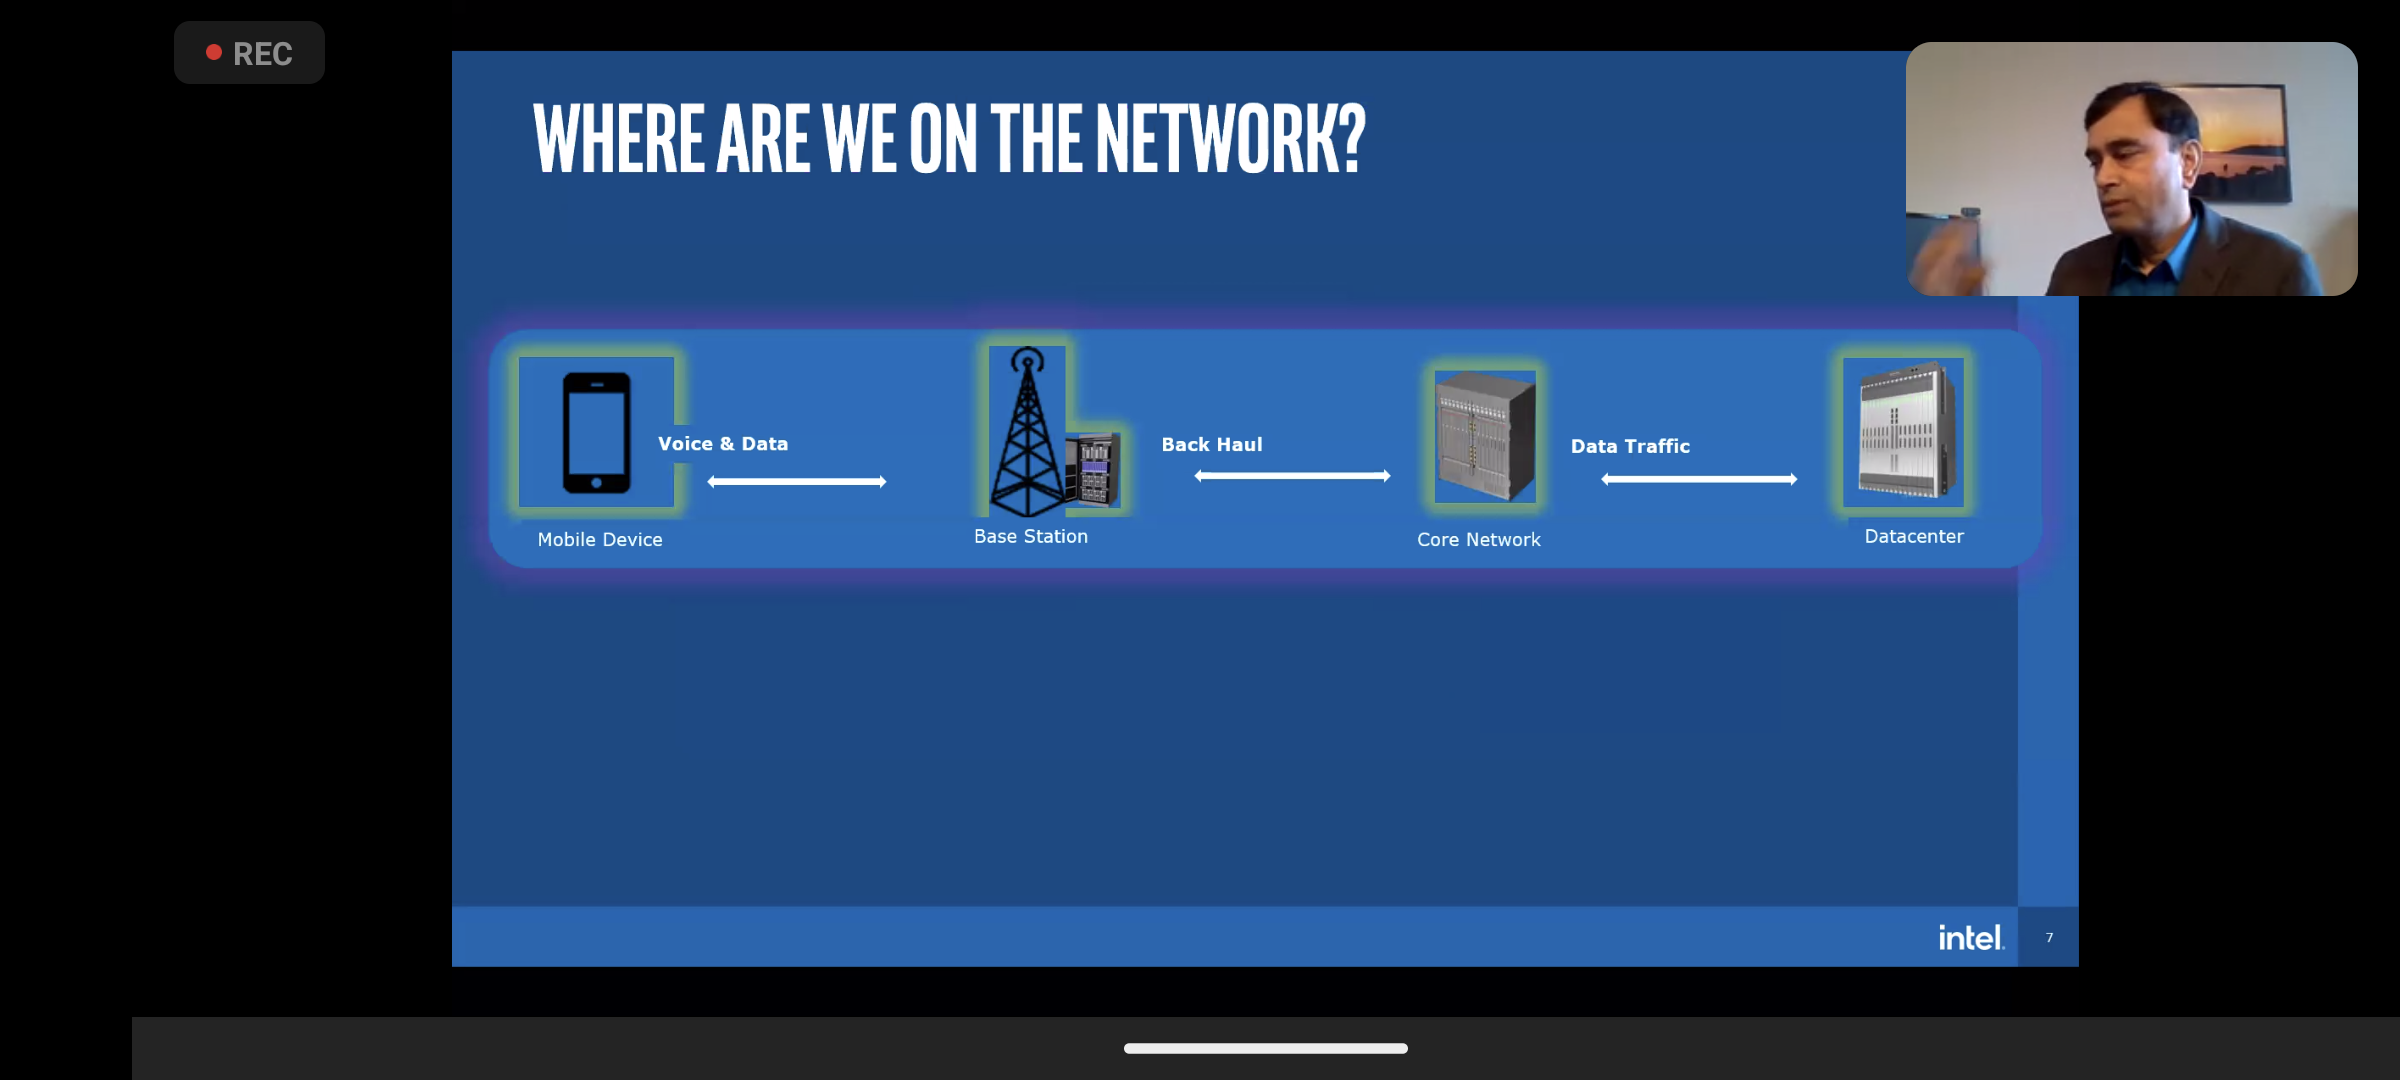 REC
WHERE ARE WE ON THE NETWORK?
Voice & Data
Back Haul
Data Traffic
Mobile Device
Base Station
Core Network
Datacenter
intel.
7